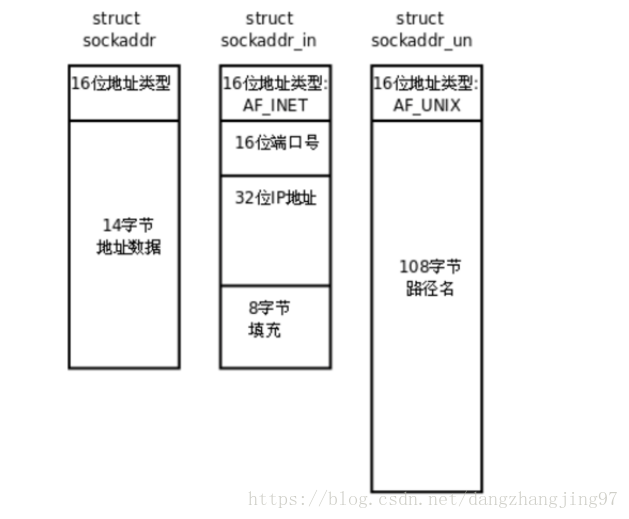 struct
sockaddr
16位地址类型
14字节
地址数据
struct
sockaddr_in
16位地址类型:
AF_INET
16位端口号
32位IP地址
8字节
填充
struct
sockaddr_un
16位地址类型:
AF_UNIX
108字节
路径名
https://blog.csdn.net/dangzhangjing97